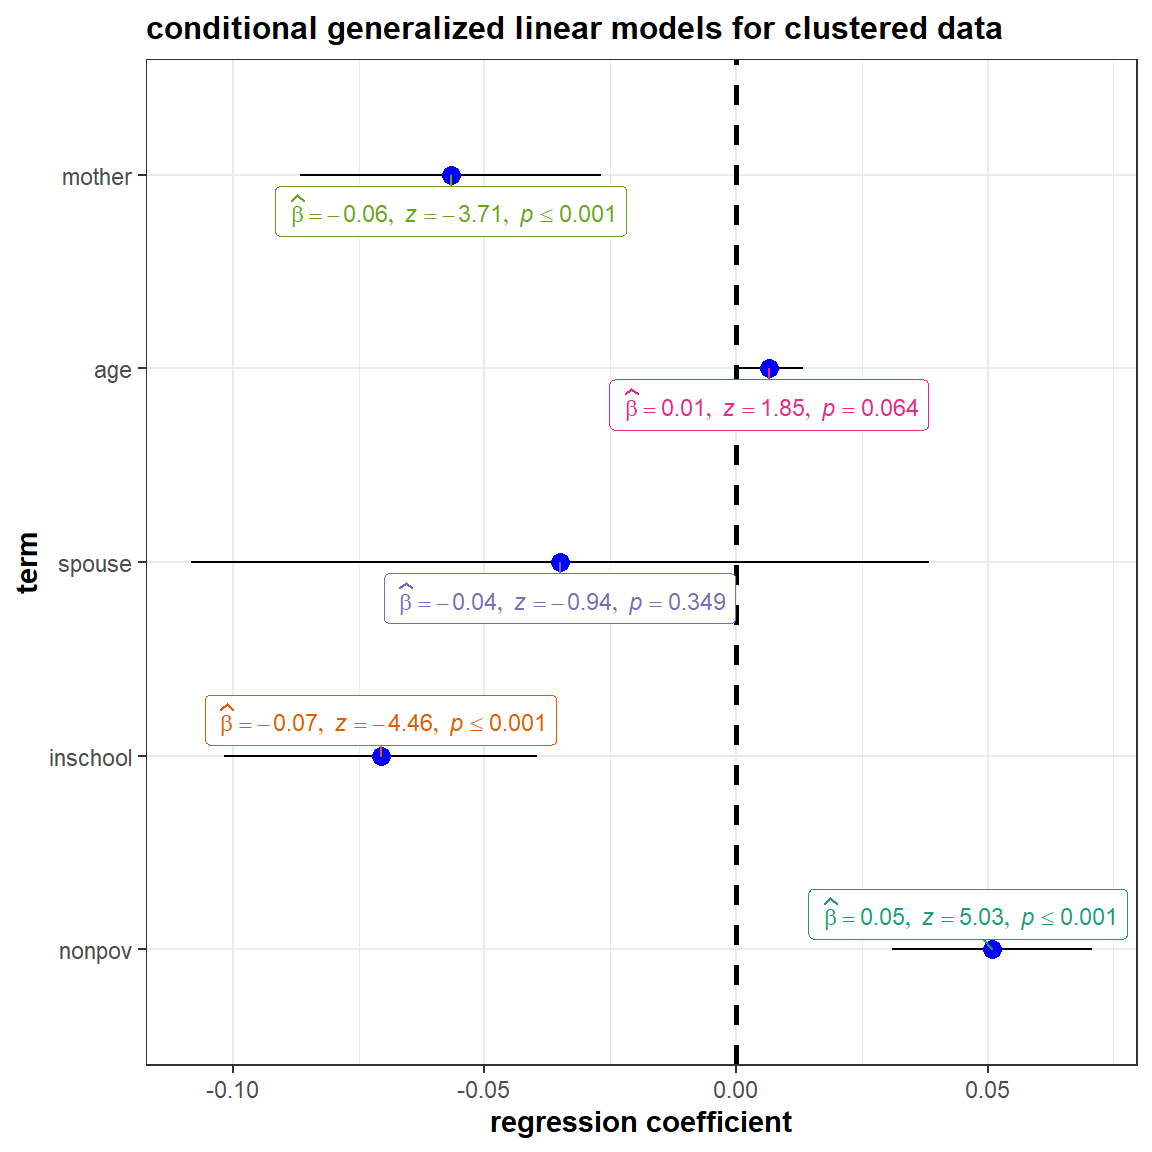 conditional generalized linear models for clustered data
mother
β̂ = −0.06, z = −3.71, p ≤ 0.001
age
β̂ = 0.01, z = 1.85, p = 0.064
term
spouse
β̂ = −0.04, z = −0.94, p = 0.349
β̂ = −0.07, z = −4.46, p ≤ 0.001
inschool
β̂ = 0.05, z = 5.03, p ≤ 0.001
nonpov
-0.10 -0.05 0.00 0.05
regression coefficient